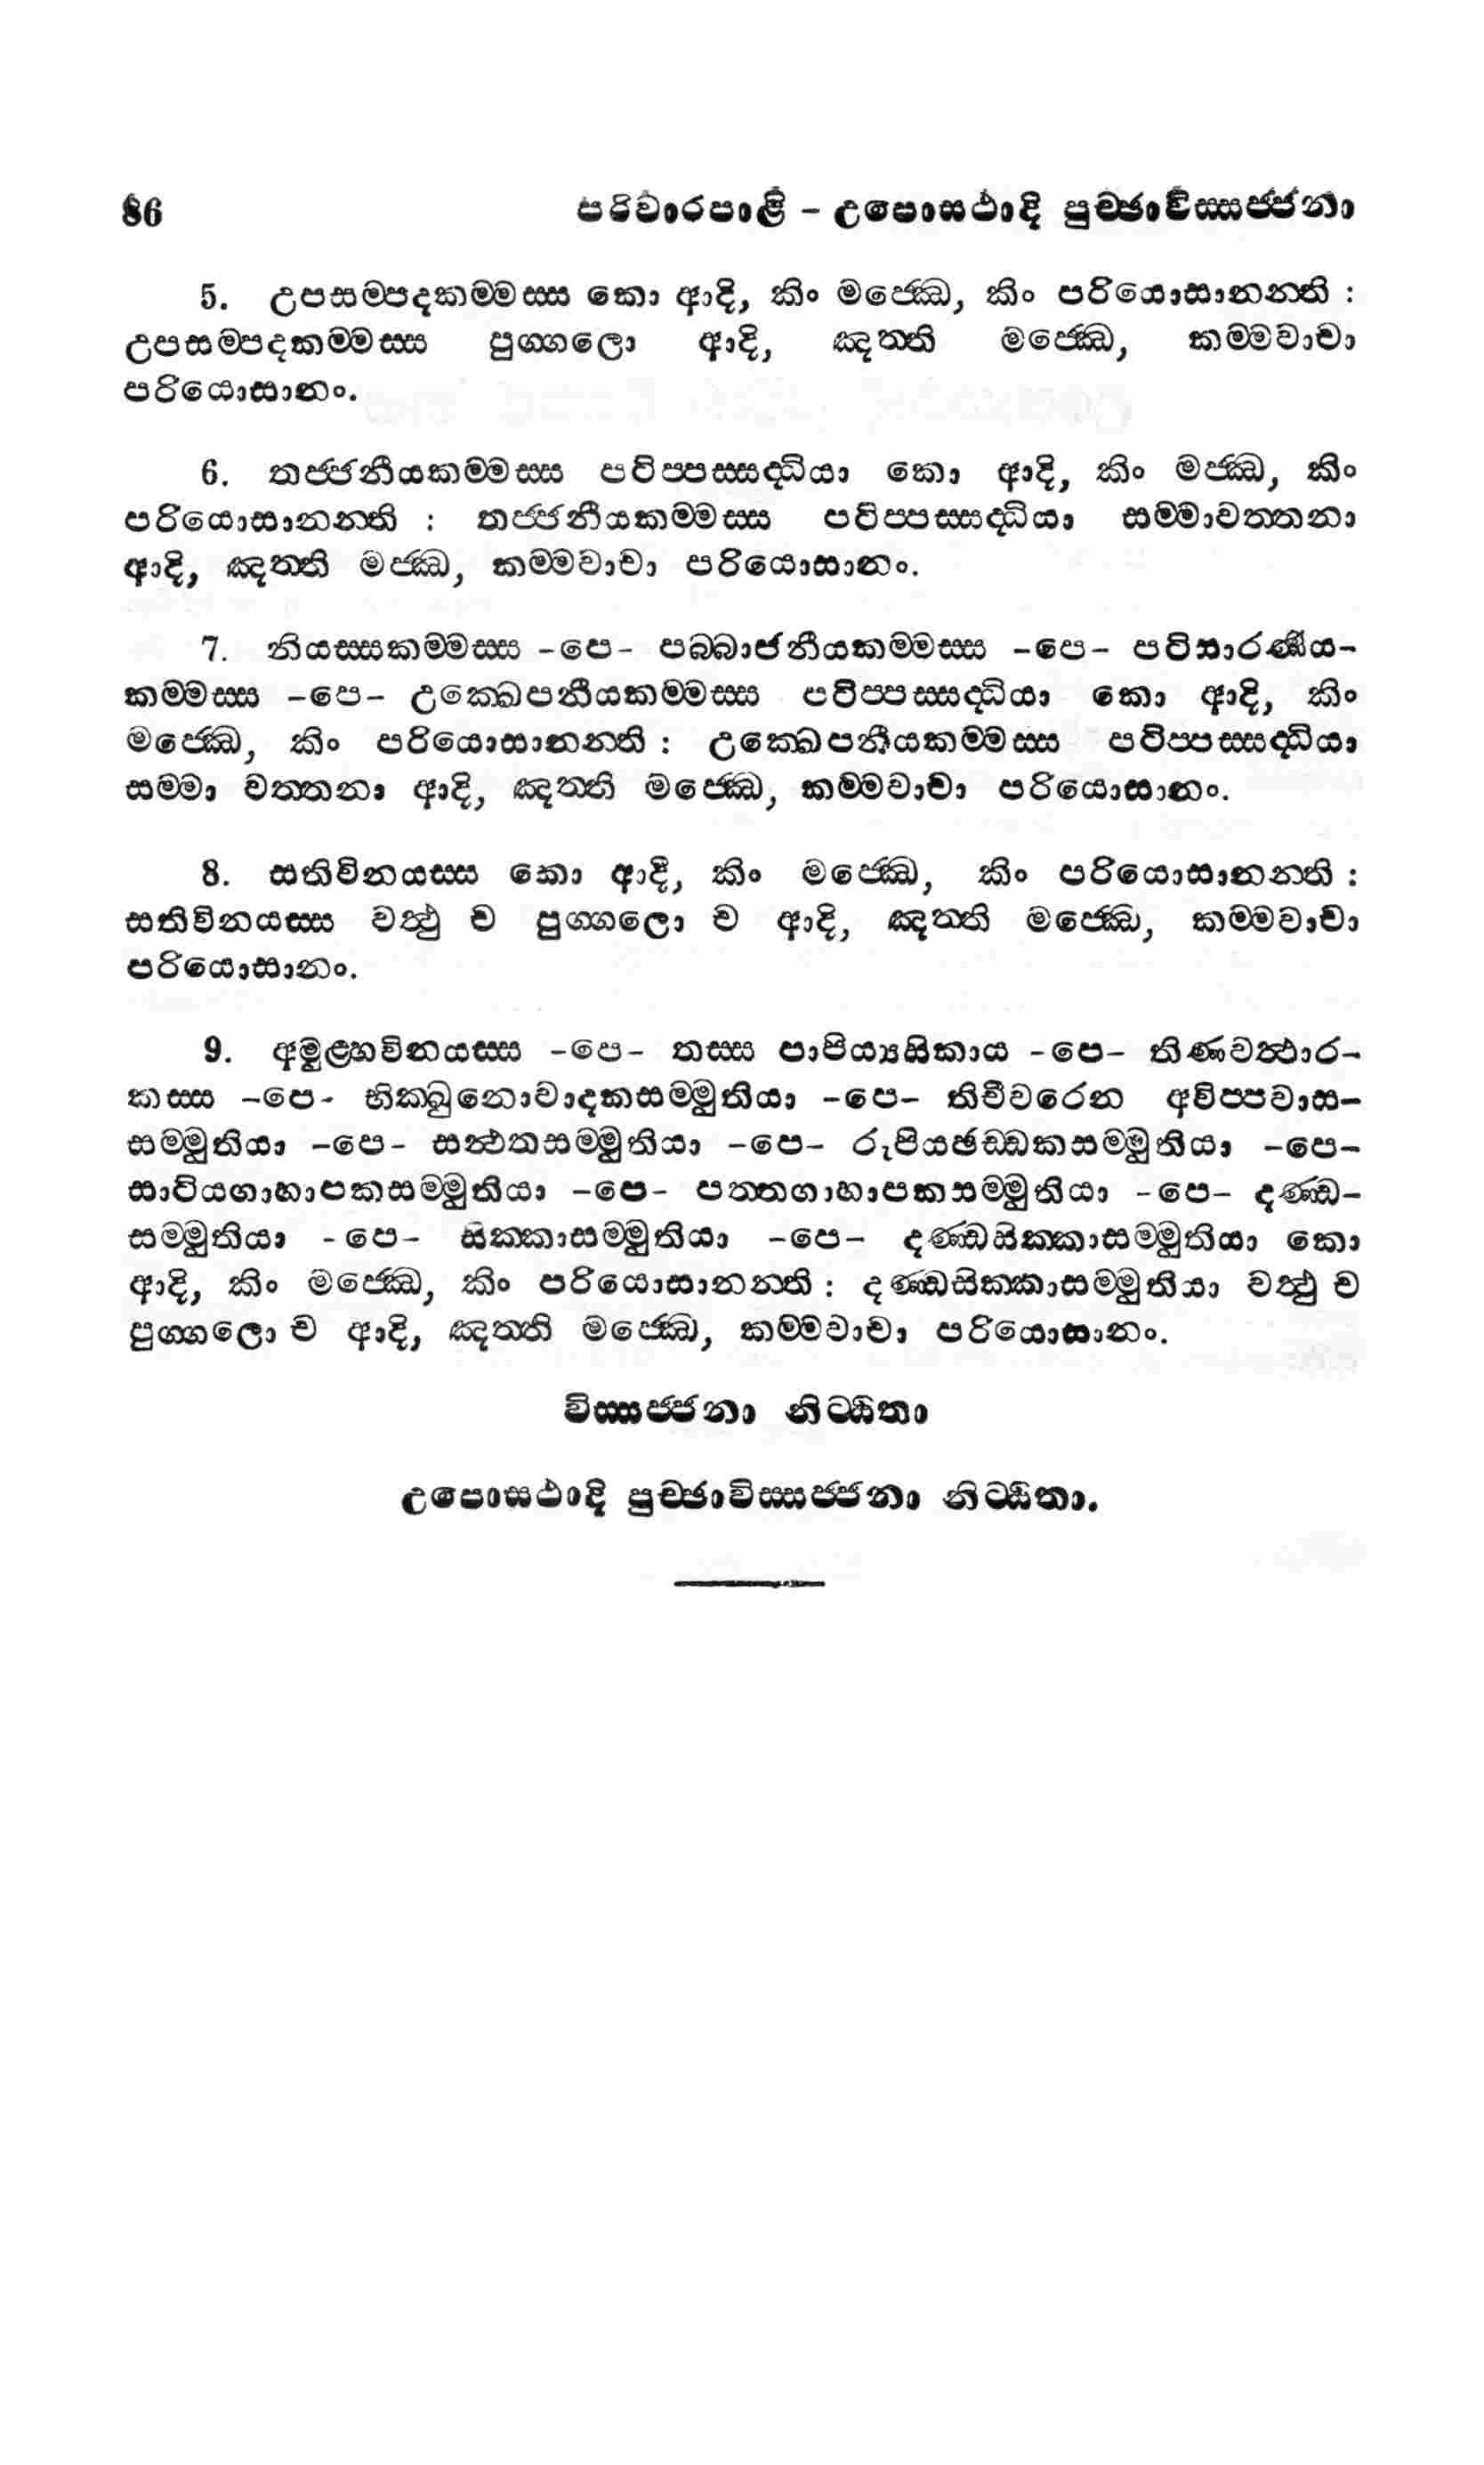 86 පරිවාරපාළි – උපොසථාදි පුච්ඡාවිස්සජ්ජනා
5. උපසම්පදකම්මස්ස කො ආදි, කිං මජ්ඣෙ, කිං පරියොසානන්ති :
උපසම්පදකම්මස්ස පුග්ගලො ආදි, ඤත්ති මජ්ඣෙ, කම්මවාචා
පරියොසානං.
6. තජ්ජනීයකම්මස්ස පටිප්පස්සද්ධියා කො ආදි, කිං මජ්ඣ, කිං
පරියොසානන්ති : තජ්ජනීයකම්මස්ස පටිප්පස්සද්ධියා සම්මාවත්තනා
ආදි, ඤත්ති මජ්ඣ, කම්මවාචා පරියොසානං.
7. නියස්සකම්මස්ස -පෙ- පබ්බාජනීයකම්මස්ස -පෙ- පටිසාරණීය-
කම්මස්ස -පෙ- උක්ඛෙපනීයකම්මස්ස පටිප්පස්සද්ධියා කො ආදි, කිං
මජ්ඣෙ, කිං පරියොසානන්ති : උක්ඛෙපනීයකම්මස්ස පටිප්පස්සද්ධියා
සම්මා වත්තනා ආදි, ඤත්ති මජ්ඣෙ, කම්මවාචා පරියොසානං.
8. සතිවිනයස්ස කො ආදි, කිං මජ්ඣෙ, කිං පරියොසානන්ති :
සතිවිනයස්ස වත්ථු ච පුග්ගලො ච ආදි, ඤත්ති මජ්ඣෙ, කම්මවාචා
පරියොසානං.
9. අමූළ්හවිනයස්ස -පෙ- තස්ස පාපිය්‍යසිකාය -පෙ- තිණවත්ථාර-
කස්ස -පෙ- භික්ඛුනොවාදකසම්මුතියා -පෙ- තිචීවරෙන අවිප්පවාස-
සම්මුතියා -පෙ- සන්ථතසම්මුතියා -පෙ- රූපියඡඩ්ඩකසම්මුතියා -පෙ-
සාටියගාහාපකසම්මුතියා -පෙ- පත්තගාහාපකසම්මුතියා -පෙ- දණ්ඩ-
සම්මුතියා -පෙ- සික්කාසම්මුතියා -පෙ- දණ්ඩසික්කාසම්මුතියා කො
ආදි, කිං මජ්ඣෙ, කිං පරියොසානන්ති : දණ්ඩසික්කාසම්මුතියා වත්ථු ච
පුග්ගලො ච ආදි, ඤත්ති මජ්ඣෙ, කම්මවාචා පරියොසානං.
විස්සජ්ජනා නිට්ඨිතා
උපොසථාදි පුච්ඡාවිස්සජ්ජනා නිට්ඨිතා.